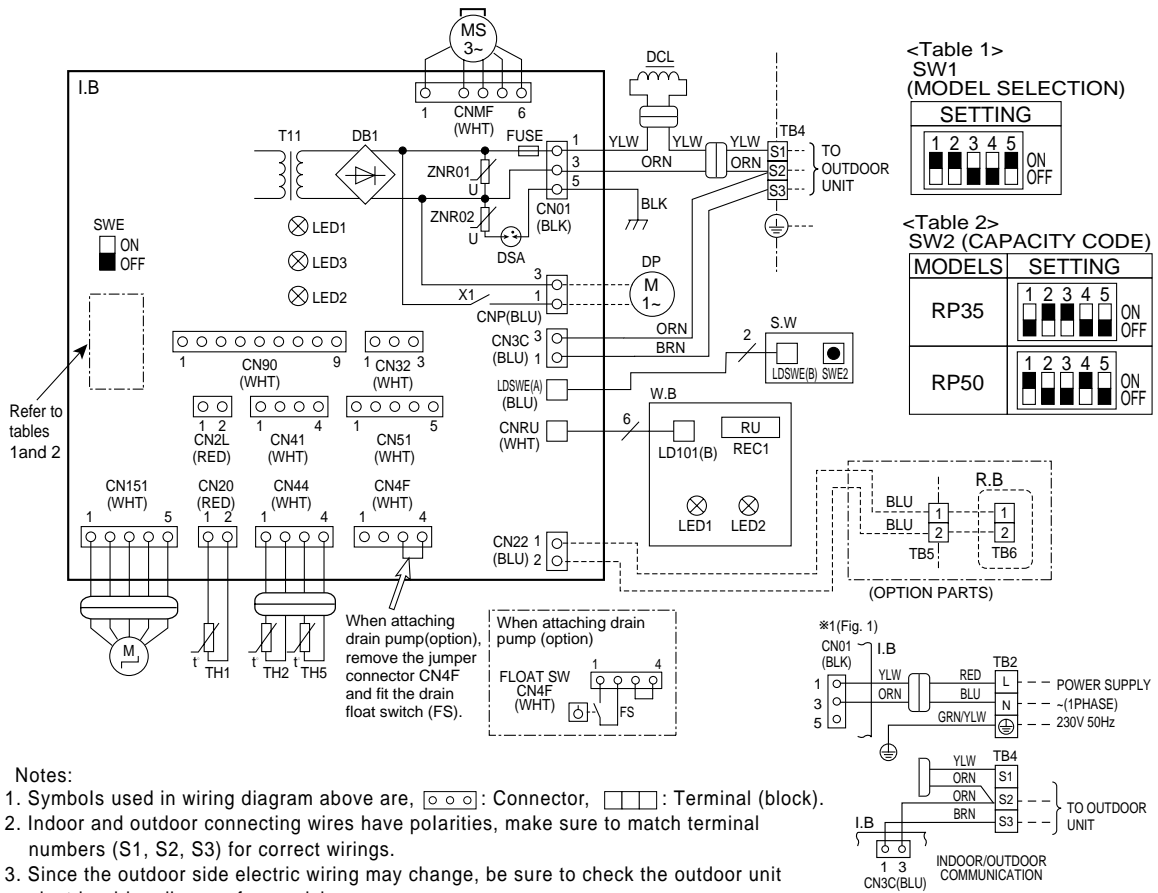 MS
3~
I.B
1
CNMF
(WHT)
6
T11
DB1
FUSE
ZNR01
U
ZNR02
U
DSA
1
3
5
CN01
(BLK)
YLW
DCL
YLW
YLW
ORN
ORN
BLK
TB4
S1
S2
S3
TO
OUTDOOR
UNIT
SWE
ON
OFF
LED1
LED3
LED2
X1
3
1
CNP(BLU)
DP
M
1~
CN3C
(BLU)
3
1
ORN
BRN
LDSWE(A)
(BLU)
2
S.W
LDSWE(B)
SWE2
CNRU
(WHT)
6
W.B
LD101(B)
RU
REC1
LED1
LED2
Refer to
tables
1and 2
1
CN90
(WHT)
9
1
CN32
(WHT)
3
1 2
CN2L
(RED)
1
CN41
(WHT)
4
1
CN51
(WHT)
5
CN151
(WHT)
1
5
CN20
(RED)
1 2
CN44
(WHT)
1
4
CN4F
(WHT)
1
4
CN22
(BLU)
1
2
M
t
TH1
t
TH2
t
TH5
When attaching
drain pump(option),
remove the jumper
connector CN4F
and fit the drain
float switch (FS).
When attaching drain
pump (option)
FLOAT SW
CN4F
(WHT)
1
4
FS
BLU
BLU
1
2
TB5
R.B
1
2
TB6
(OPTION PARTS)
<Table 1>
SW1
(MODEL SELECTION)
SETTING
1 2 3 4 5
ON
OFF
<Table 2>
SW2 (CAPACITY CODE)
MODELS SETTING
RP35
1 2 3 4 5
ON
OFF
RP50
1 2 3 4 5
ON
OFF
※1(Fig. 1)
CN01
(BLK)
I.B
1
3
5
YLW
ORN
RED
BLU
GRN/YLW
TB2
L
N
POWER SUPPLY
~(1PHASE)
230V 50Hz
YLW
ORN
ORN
BRN
TB4
S1
S2
S3
TO OUTDOOR
UNIT
I.B
1 3
CN3C(BLU)
INDOOR/OUTDOOR
COMMUNICATION
Notes:
1. Symbols used in wiring diagram above are, : Connector, : Terminal (block).
2. Indoor and outdoor connecting wires have polarities, make sure to match terminal
numbers (S1, S2, S3) for correct wirings.
3. Since the outdoor side electric wiring may change, be sure to check the outdoor unit